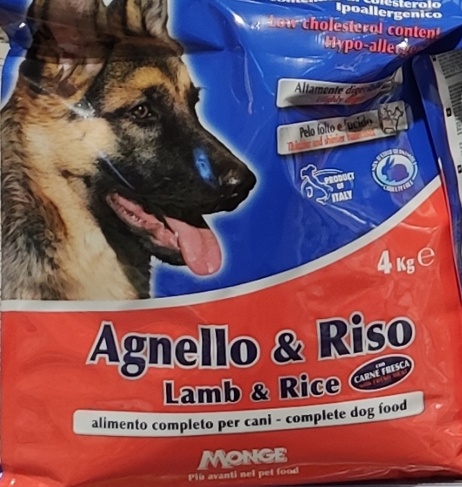 colesterolo
Ipoallergenico
Low cholesterol content
Hypo-allergenic
Altamente
Pelo folto e lucido
PRODUCT
OF
ITALY
4 Kg e
Agnello & Riso
Lamb & Rice
con
CARNE FRESCA
alimento completo per cani - complete dog food
MONGE
Più avanti nel pet food